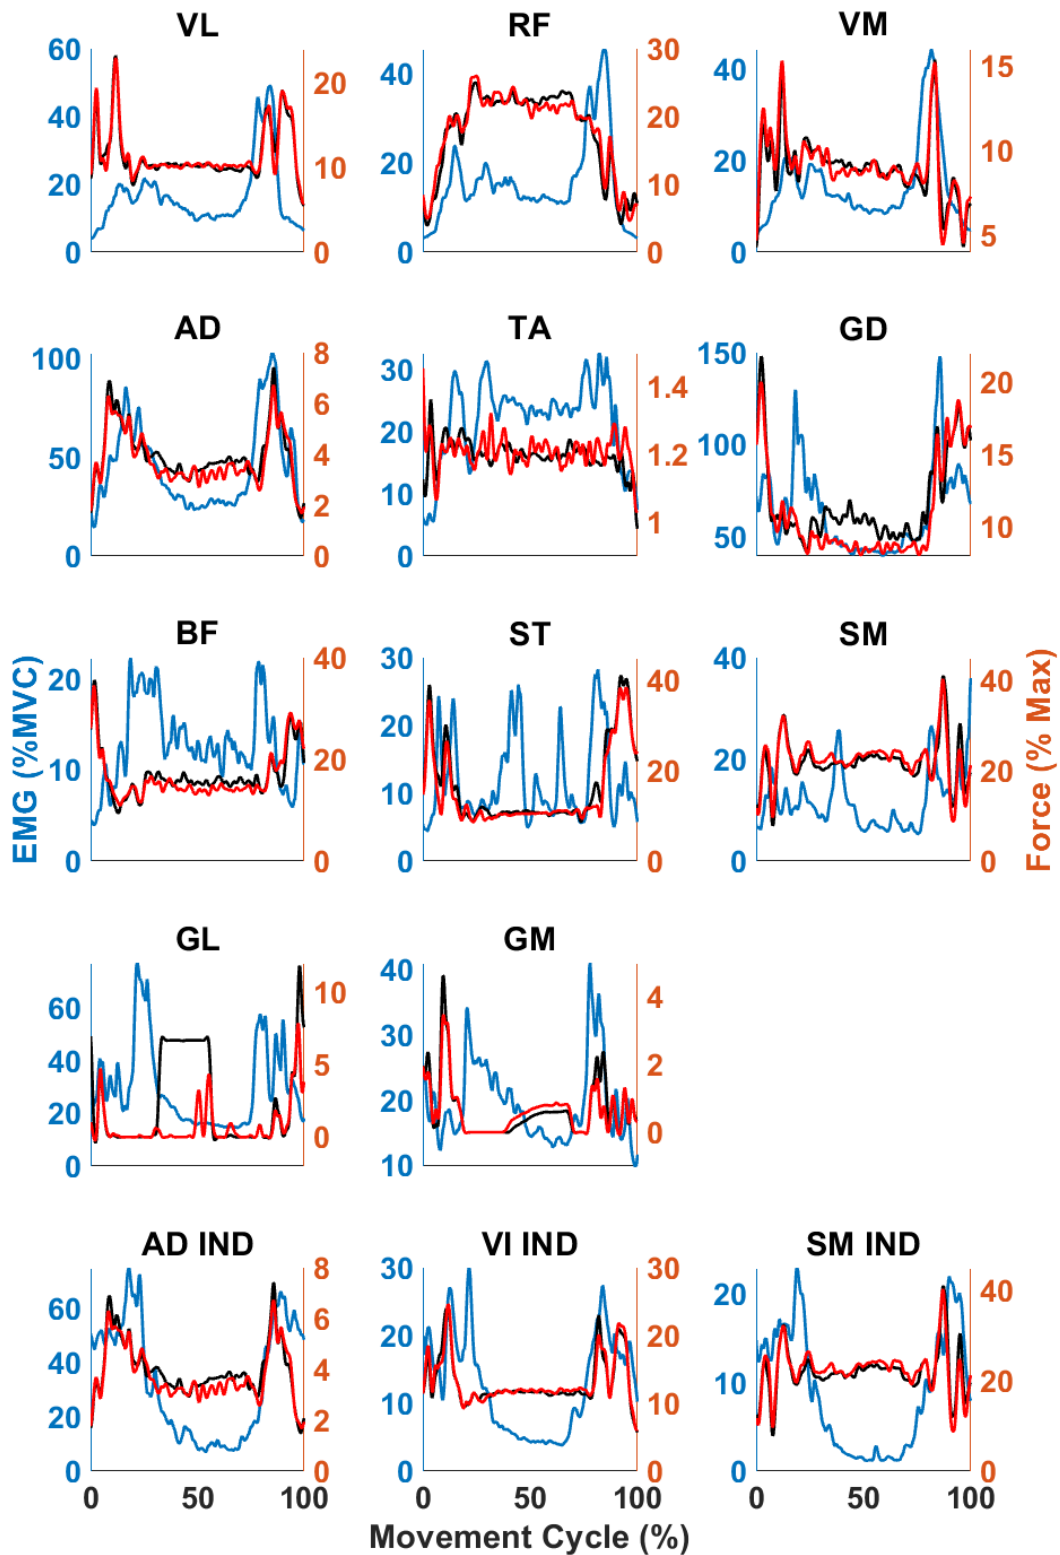 VL RF VM
60 40 20 0
20 10 0
40 20 0
30 20 10 0
40 20 0
15 10 5
AD TA GD
100 50 0
8 6 4 2 0
30 20 10 0
1.4 1.2 1
150 100 50
20 15 10
BF ST SM
20 10 0
40 20 0
30 20 10 0
40 20 0
40 20 0
40 20 0
EMG (%MVC)
Force (% Max)
GL GM
60 40 20 0
10 5 0
40 30 20 10
4 2 0
AD IND VI IND SM IND
60 40 20 0
8 6 4 2 0
30 20 10 0
30 20 10 0
20 10 0
40 20 0
0 50 100 0 50 100 0 50 100
Movement Cycle (%)